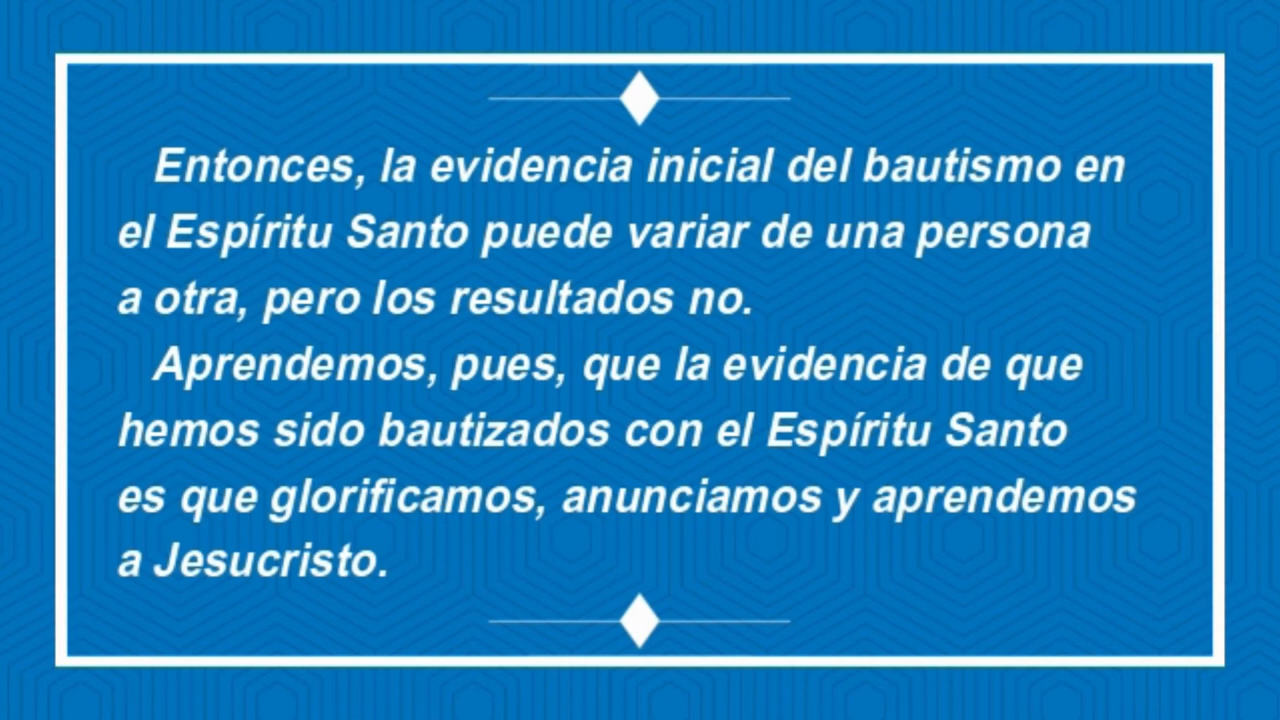 Entonces, la evidencia inicial del bautismo en
el Espíritu Santo puede variar de una persona
a otra, pero los resultados no.
Aprendemos, pues, que la evidencia de que
hemos sido bautizados con el Espíritu Santo
es que glorificamos, anunciamos y aprendemos
a Jesucristo.